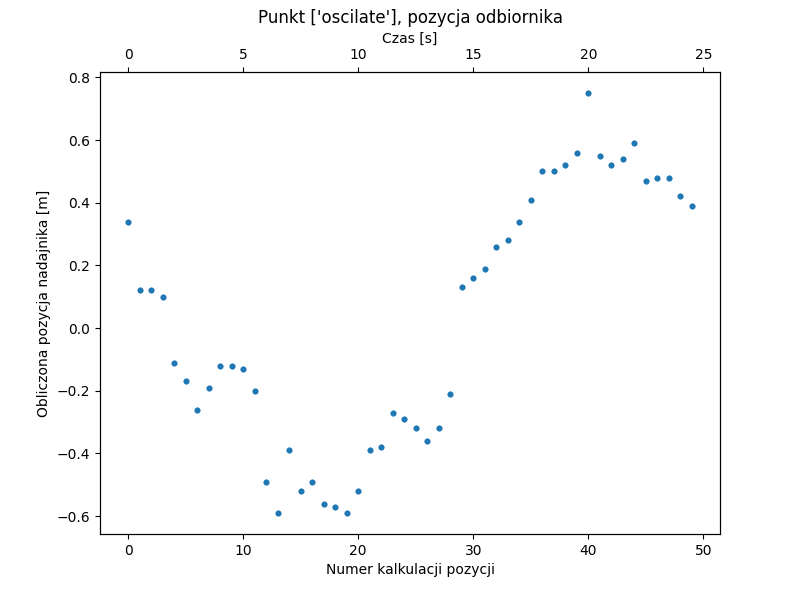 Punkt ['oscilate'], pozycja odbiornika
Czas [s]
0 5 10 15 20 25
0.8
0.6
0.4
0.2
0.0
−0.2
−0.4
−0.6
Obliczona pozycja nadajnika [m]
0 10 20 30 40 50
Numer kalkulacji pozycji